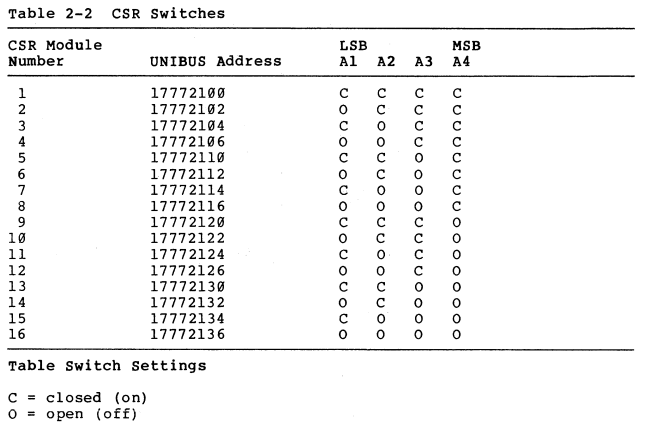 Table 2-2 CSR Switches
CSR Module LSB MSB
Number UNIBUS Address A1 A2 A3 A4
1 17772100 C C C C
2 17772102 O C C C
3 17772104 C O C C
4 17772106 O O C C
5 17772110 C C O C
6 17772112 O C O C
7 17772114 C O O C
8 17772116 O O O C
9 17772120 C C C O
10 17772122 O C C O
11 17772124 C O C O
12 17772126 O O C O
13 17772130 C C O O
14 17772132 O C O O
15 17772134 C O O O
16 17772136 O O O O
Table Switch Settings
C = closed (on)
O = open (off)